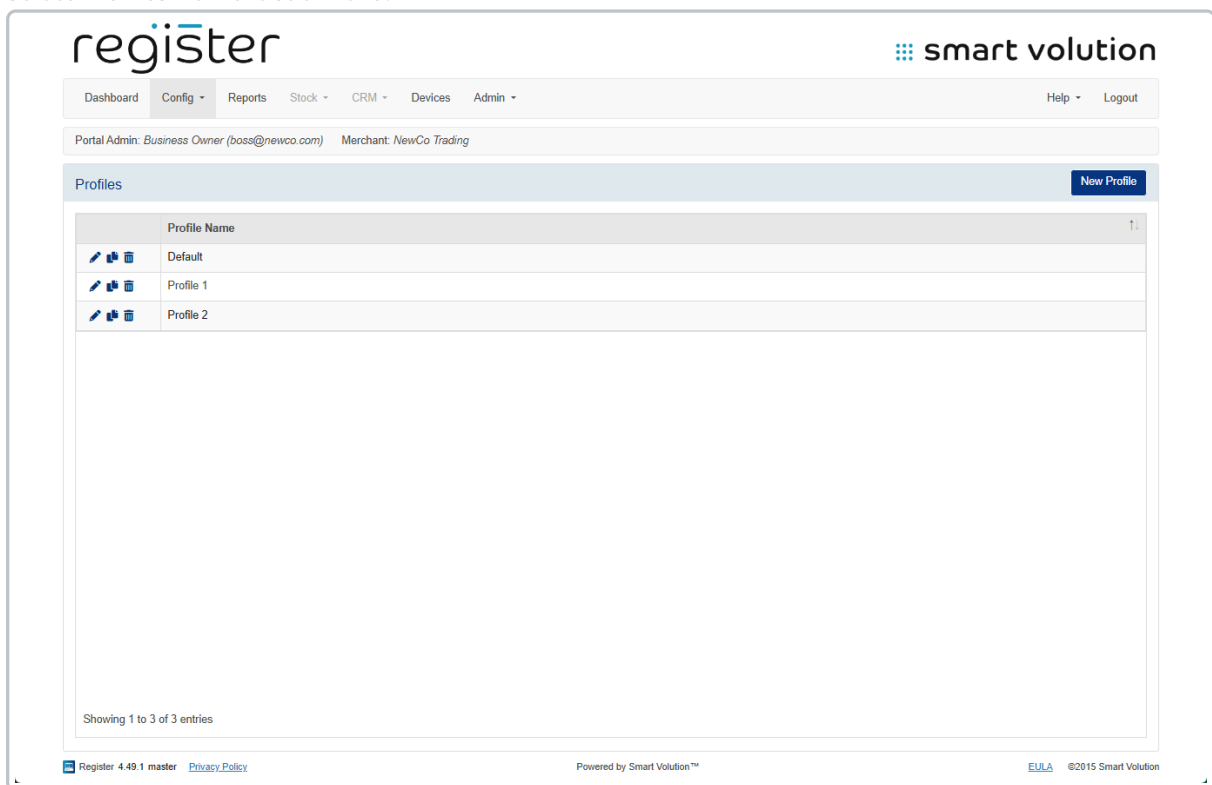 register
smart volution
Dashboard Config Reports Stock CRM Devices Admin Help Logout
Portal Admin: Business Owner (boss@newco.com) Merchant: NewCo Trading
Profiles New Profile
Profile Name
Default
Profile 1
Profile 2
Showing 1 to 3 of 3 entries
Register 4.49.1 master Privacy Policy Powered by Smart Volution™ EULA ©2015 Smart Volution